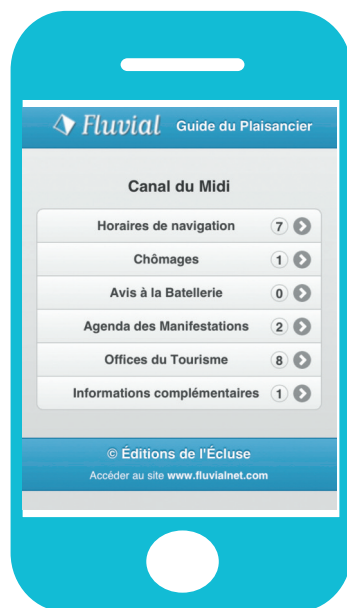 Fluvial Guide du Plaisancier
Canal du Midi
Horaires de navigation 7
Chômages 1
Avis à la Batellerie 0
Agenda des Manifestations 2
Offices du Tourisme 8
Informations complémentaires 1
© Éditions de l'Écluse
Accéder au site www.fluvialnet.com